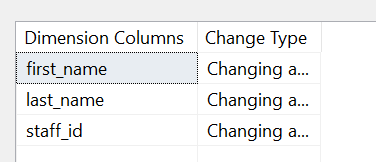 Dimension Columns Change Type
first_name Changing a...
last_name Changing a...
staff_id Changing a...